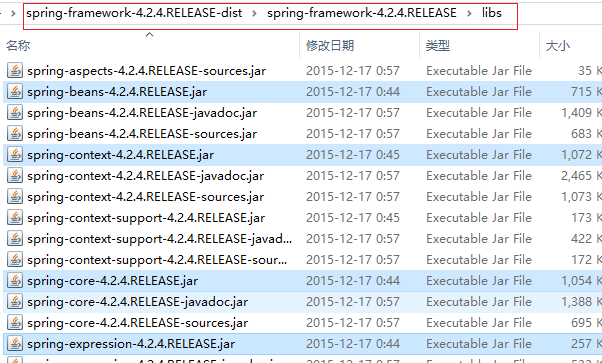 spring-framework-4.2.4.RELEASE-dist > spring-framework-4.2.4.RELEASE > libs
名称 修改日期 类型 大小
spring-aspects-4.2.4.RELEASE-sources.jar 2015-12-17 0:57 Executable Jar File 35 K
spring-beans-4.2.4.RELEASE.jar 2015-12-17 0:44 Executable Jar File 715 K
spring-beans-4.2.4.RELEASE-javadoc.jar 2015-12-17 0:57 Executable Jar File 1,409 K
spring-beans-4.2.4.RELEASE-sources.jar 2015-12-17 0:57 Executable Jar File 683 K
spring-context-4.2.4.RELEASE.jar 2015-12-17 0:45 Executable Jar File 1,072 K
spring-context-4.2.4.RELEASE-javadoc.jar 2015-12-17 0:57 Executable Jar File 2,465 K
spring-context-4.2.4.RELEASE-sources.jar 2015-12-17 0:57 Executable Jar File 1,073 K
spring-context-support-4.2.4.RELEASE.jar 2015-12-17 0:45 Executable Jar File 173 K
spring-context-support-4.2.4.RELEASE-javad... 2015-12-17 0:57 Executable Jar File 422 K
spring-context-support-4.2.4.RELEASE-sour... 2015-12-17 0:57 Executable Jar File 172 K
spring-core-4.2.4.RELEASE.jar 2015-12-17 0:44 Executable Jar File 1,054 K
spring-core-4.2.4.RELEASE-javadoc.jar 2015-12-17 0:57 Executable Jar File 1,388 K
spring-core-4.2.4.RELEASE-sources.jar 2015-12-17 0:57 Executable Jar File 695 K
spring-expression-4.2.4.RELEASE.jar 2015-12-17 0:44 Executable Jar File 257 K